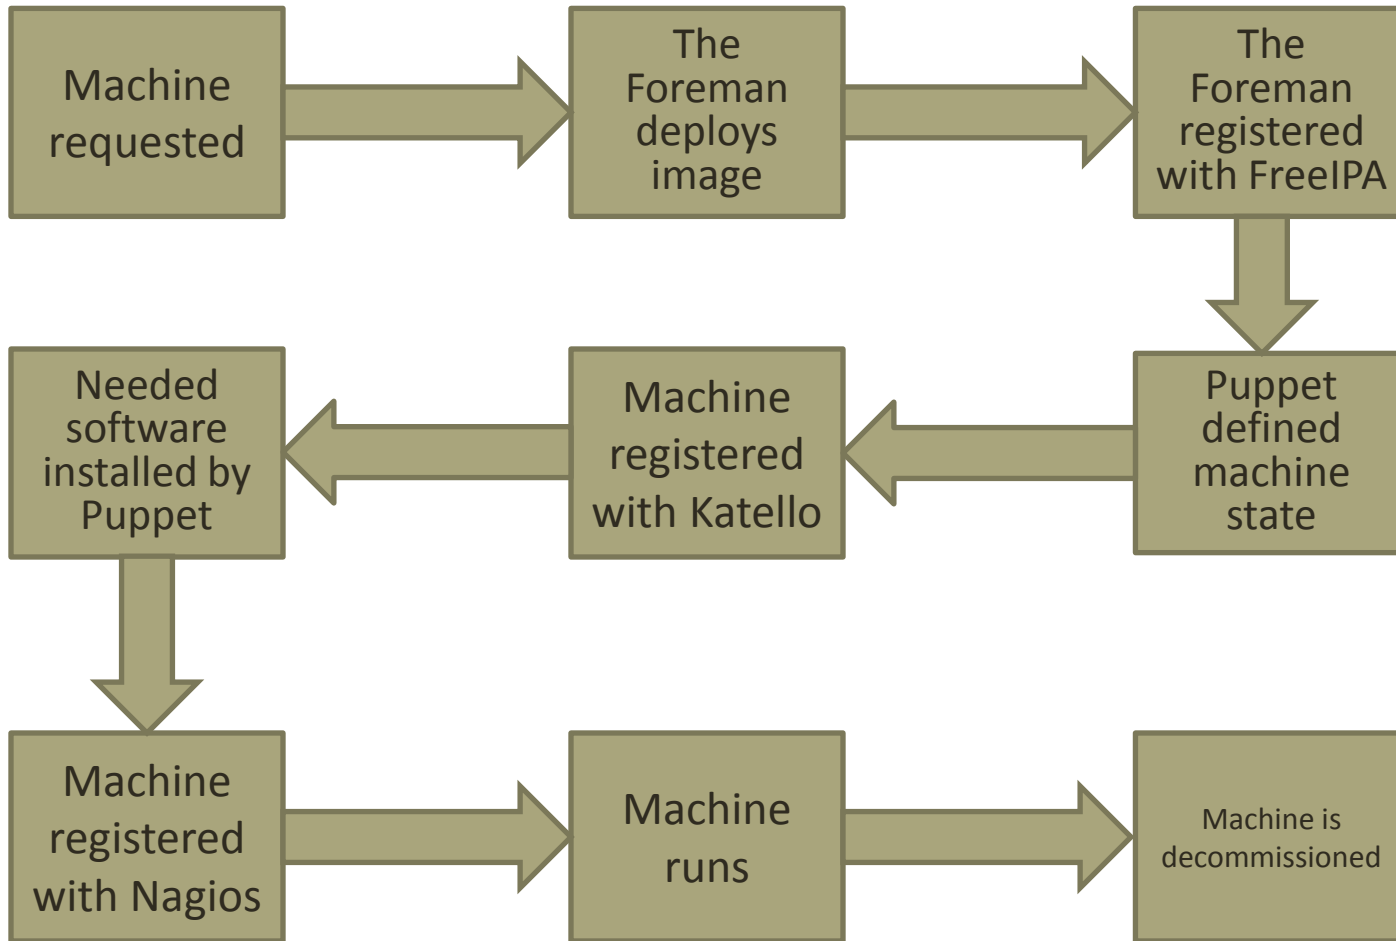 Machine
requested
The
Foreman
deploys
image
The
Foreman
registered
with FreeIPA
Puppet
defined
machine
state
Machine
registered
with Katello
Needed
software
installed by
Puppet
Machine
registered
with Nagios
Machine
runs
Machine is
decommissioned